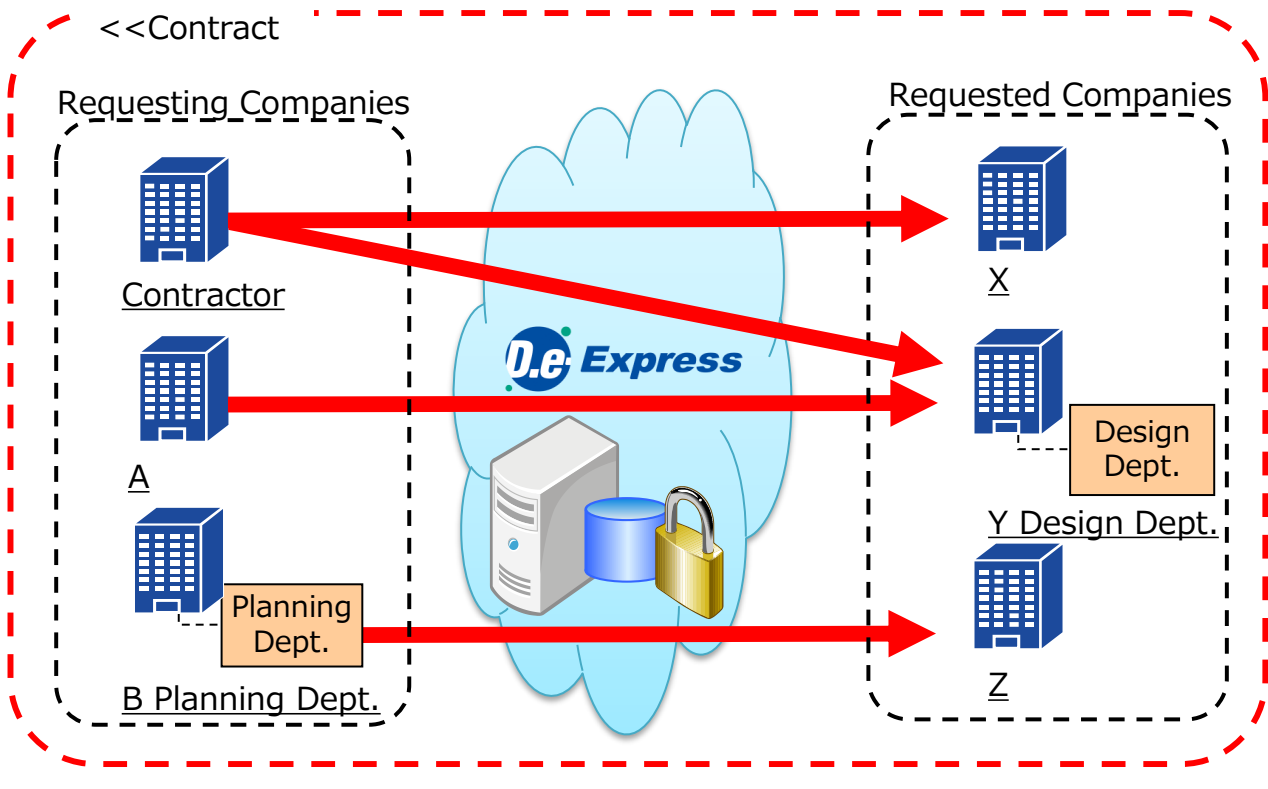 <<Contract
Requesting Companies
Requested Companies
Contractor
X
D.e-Express
A
Design
Dept.
Y Design Dept.
Planning
Dept.
B Planning Dept.
Z